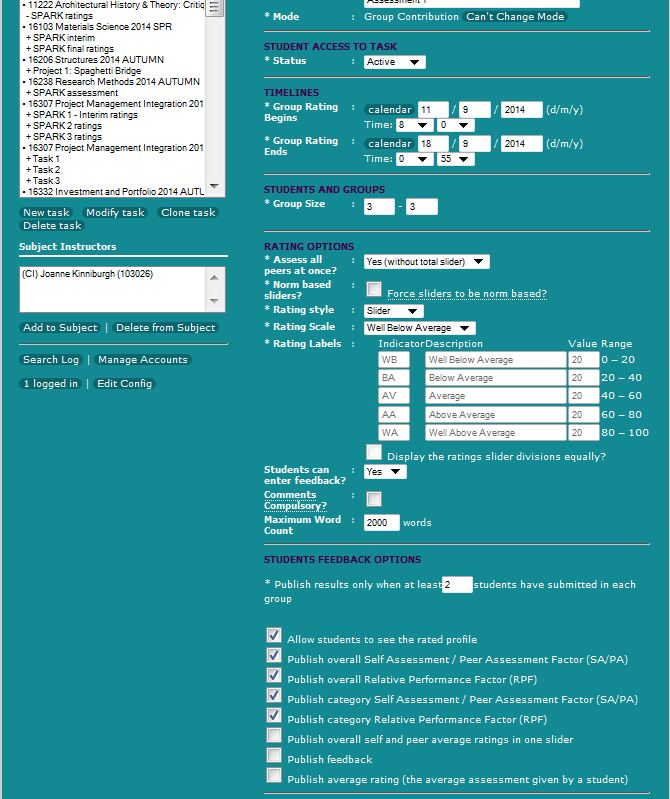 • 11222 Architectural History & Theory: Critiq
- SPARK ratings
• 16103 Materials Science 2014 SPR
+ SPARK interim
+ SPARK final ratings
• 16206 Structures 2014 AUTUMN
+ Project 1: Spaghetti Bridge
• 16238 Research Methods 2014 AUTUMN
+ SPARK assessment
• 16307 Project Management Integration 201
+ SPARK 1 - Interim ratings
+ SPARK 2 ratings
+ SPARK 3 ratings
• 16307 Project Management Integration 201
+ Task 1
+ Task 2
+ Task 3
• 16332 Investment and Portfolio 2014 AUTU
New task Modify task Clone task
Delete task
Subject Instructors
(CI) Joanne Kinniburgh (103026)
Add to Subject | Delete from Subject
Search Log | Manage Accounts
1 logged in | Edit Config
* Mode : Group Contribution Can't Change Mode
STUDENT ACCESS TO TASK
* Status : Active
TIMELINES
* Group Rating Begins : calendar 11 / 9 / 2014 (d/m/y)
Time: 8 0
* Group Rating Ends : calendar 18 / 9 / 2014 (d/m/y)
Time: 0 55
STUDENTS AND GROUPS
* Group Size : 3 - 3
RATING OPTIONS
* Assess all peers at once? : Yes (without total slider)
* Norm based sliders? : Force sliders to be norm based?
* Rating style : Slider
* Rating Scale : Well Below Average
* Rating Labels : Indicator Description Value Range
WB Well Below Average 20 0 – 20
BA Below Average 20 20 – 40
AV Average 20 40 – 60
AA Above Average 20 60 – 80
WA Well Above Average 20 80 – 100
Display the ratings slider divisions equally?
Students can enter feedback? : Yes
Comments Compulsory? :
Maximum Word Count : 2000 words
STUDENTS FEEDBACK OPTIONS
* Publish results only when at least 2 students have submitted in each
group
Allow students to see the rated profile
Publish overall Self Assessment / Peer Assessment Factor (SA/PA)
Publish overall Relative Performance Factor (RPF)
Publish category Self Assessment / Peer Assessment Factor (SA/PA)
Publish category Relative Performance Factor (RPF)
Publish overall self and peer average ratings in one slider
Publish feedback
Publish average rating (the average assessment given by a student)